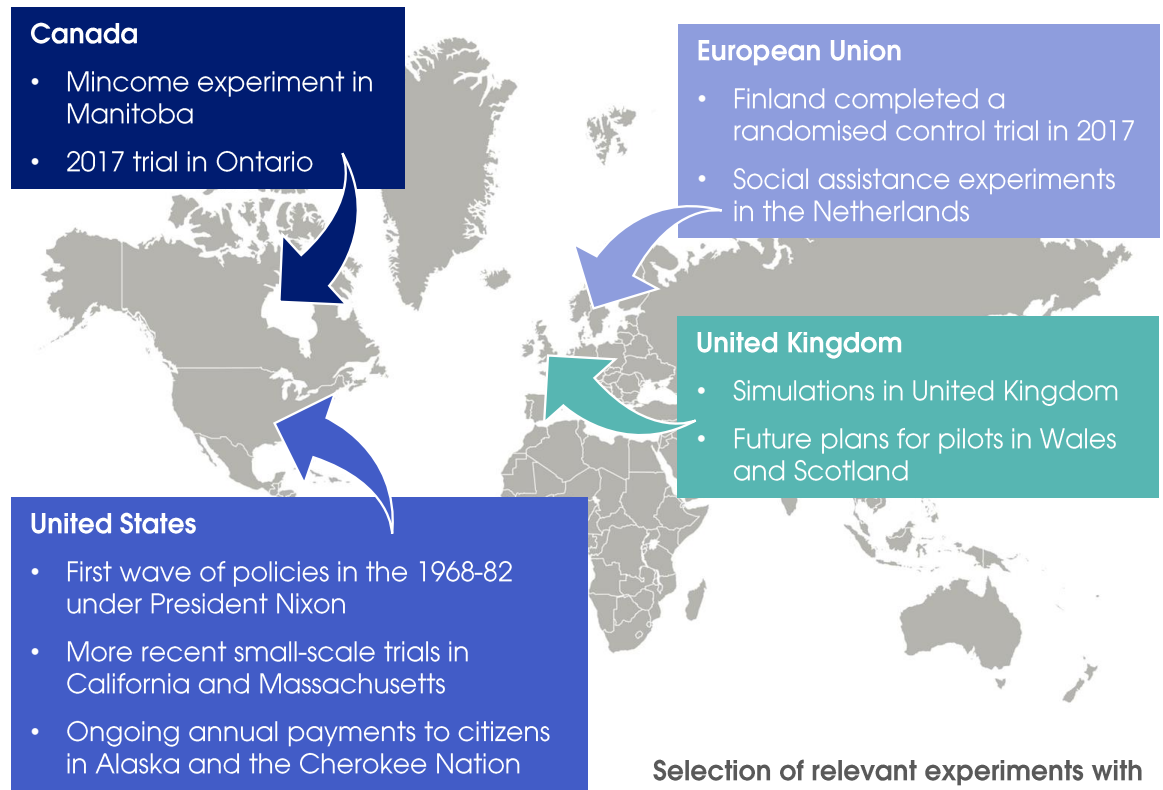 Canada
• Mincome experiment in
Manitoba
• 2017 trial in Ontario
European Union
• Finland completed a
randomised control trial in 2017
• Social assistance experiments
in the Netherlands
United Kingdom
• Simulations in United Kingdom
• Future plans for pilots in Wales
and Scotland
United States
• First wave of policies in the 1968-82
under President Nixon
• More recent small-scale trials in
California and Massachusetts
• Ongoing annual payments to citizens
in Alaska and the Cherokee Nation
Selection of relevant experiments with